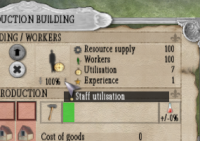 UCTION BUILDING
DING / WORKERS
Resource supply 100
Workers 100
Utilisation 7
Experience 1
100%
RODUCTION
Staff utilisation
+/-0%
Cost of goods 0